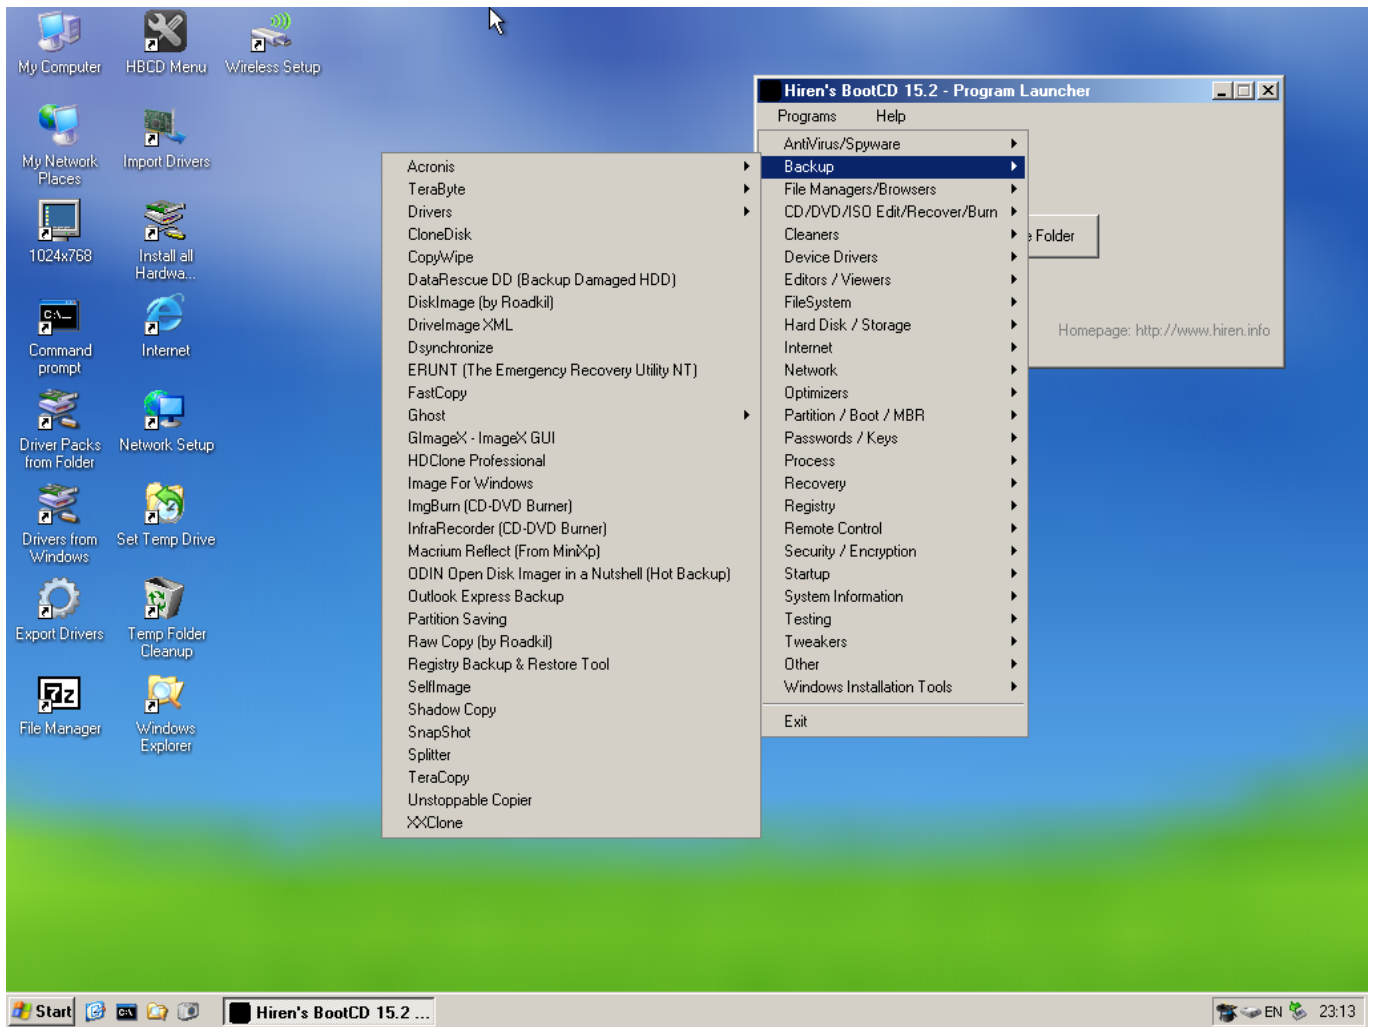 My Computer
HBCD Menu
Wireless Setup
My Network
Places
Import Drivers
1024x768
Install all
Hardwa...
C:\_
Command
prompt
Internet
Driver Packs
from Folder
Network Setup
Drivers from
Windows
Set Temp Drive
Export Drivers
Temp Folder
Cleanup
7z
File Manager
Windows
Explorer
Hiren's BootCD 15.2 - Program Launcher
Programs Help
e Folder
Homepage: http://www.hiren.info
AntiVirus/Spyware
Backup
File Managers/Browsers
CD/DVD/ISO Edit/Recover/Burn
Cleaners
Device Drivers
Editors / Viewers
FileSystem
Hard Disk / Storage
Internet
Network
Optimizers
Partition / Boot / MBR
Passwords / Keys
Process
Recovery
Registry
Remote Control
Security / Encryption
Startup
System Information
Testing
Tweakers
Other
Windows Installation Tools
Exit
Acronis
TeraByte
Drivers
CloneDisk
CopyWipe
DataRescue DD (Backup Damaged HDD)
DiskImage (by Roadkil)
DriveImage XML
Dsynchronize
ERUNT (The Emergency Recovery Utility NT)
FastCopy
Ghost
GImageX - ImageX GUI
HDClone Professional
Image For Windows
ImgBurn (CD-DVD Burner)
InfraRecorder (CD-DVD Burner)
Macrium Reflect (From MiniXp)
ODIN Open Disk Imager in a Nutshell (Hot Backup)
Outlook Express Backup
Partition Saving
Raw Copy (by Roadkil)
Registry Backup & Restore Tool
SelfImage
Shadow Copy
SnapShot
Splitter
TeraCopy
Unstoppable Copier
XXClone
Start
Hiren's BootCD 15.2 ...
EN
23:13